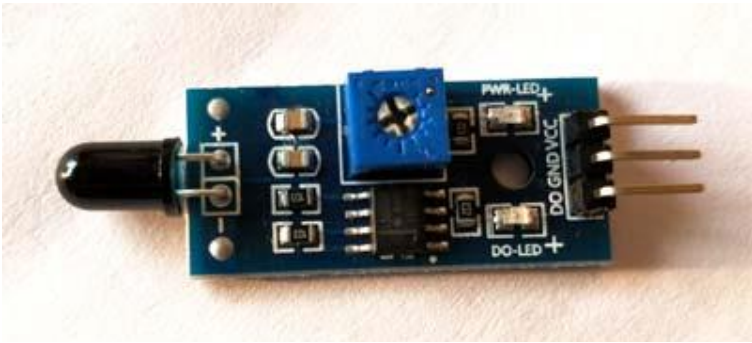 PWR-LED
+
+
-
DO GND VCC
DO-LED
+